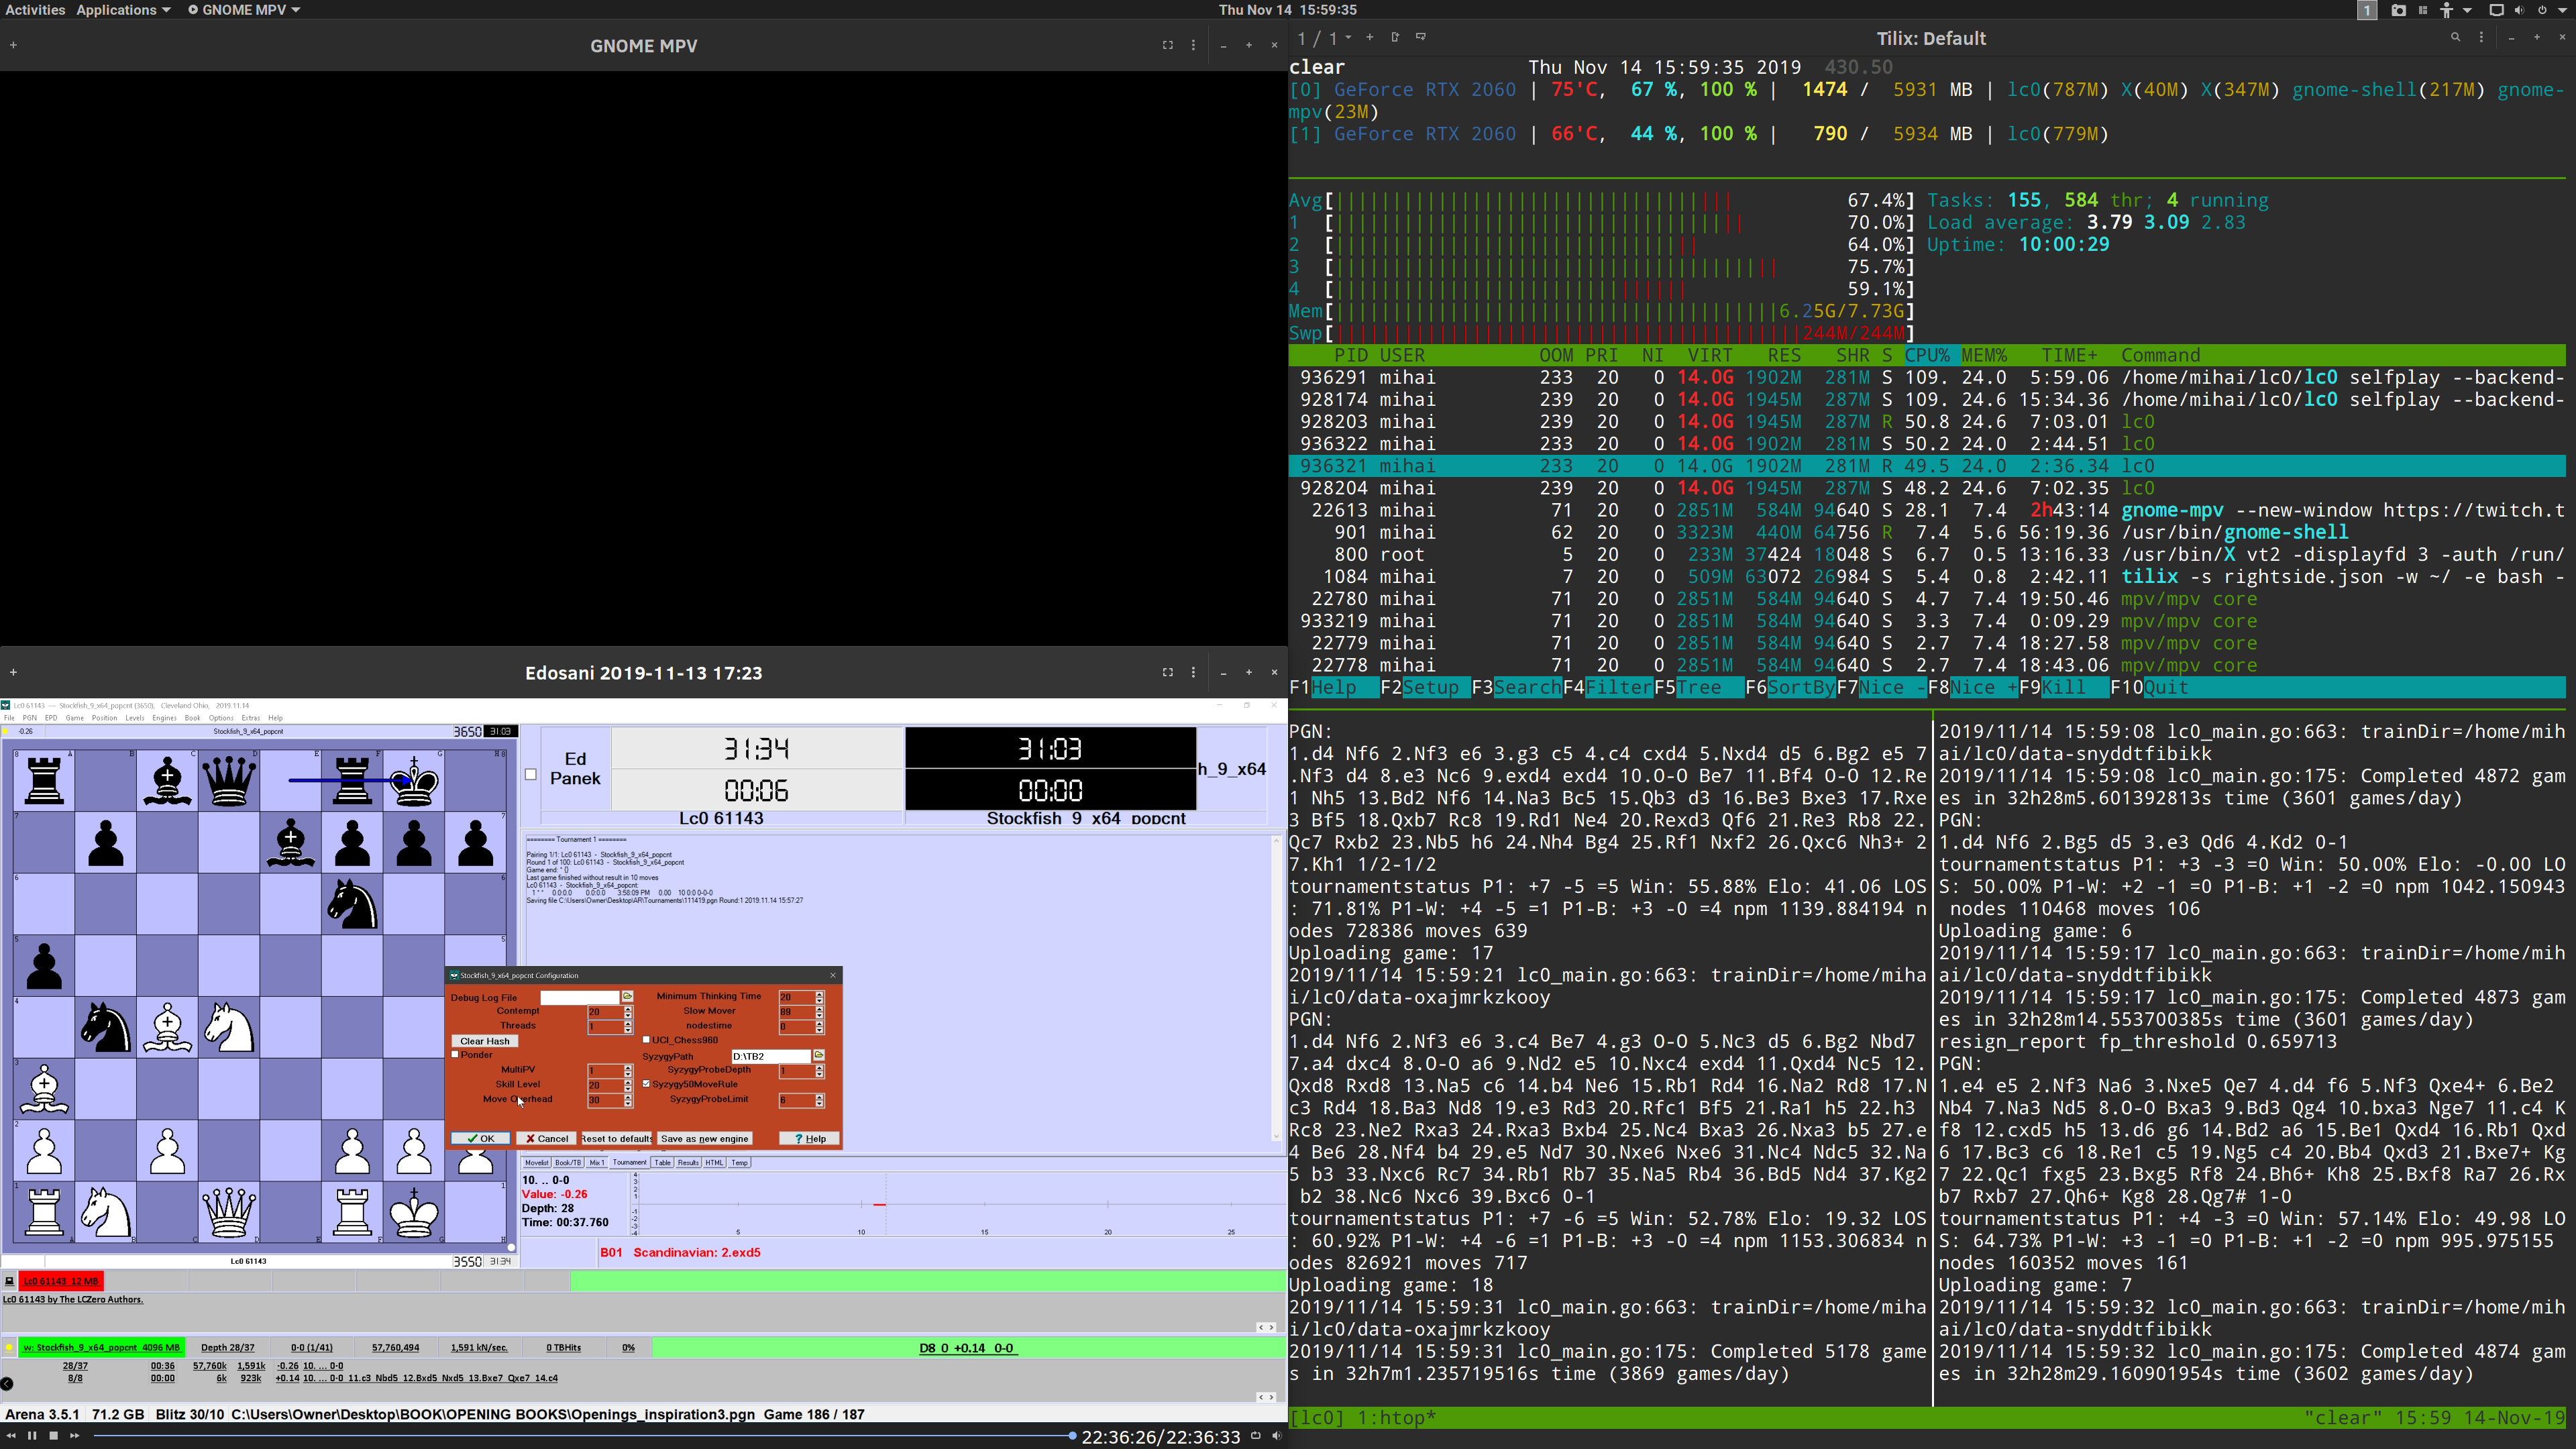 Activities Applications GNOME MPV Thu Nov 14 15:59:35 1
GNOME MPV
Edosani 2019-11-13 17:23
Lc0 61143 — Stockfish_9_x64_popcnt (3650), Cleveland Ohio, 2019.11.14
File PGN EPD Game Position Levels Engines Book Options Extras Help
-0.26 Stockfish_9_x64_popcnt 3650 31:03
Ed Panek
31:34 31:03
h_9_x64
00:06 00:00
Lc0 61143 Stockfish 9 x64 popcnt
======== Tournament 1 ========
Pairing 1/1: Lc0 61143 - Stockfish_9_x64_popcnt
Round 1 of 100: Lc0 61143 - Stockfish_9_x64_popcnt
Game end: * ()
Last game finished without result in 10 moves
Lc0 61143 - Stockfish_9_x64_popcnt:
Saving file C:\Users\Owner\Desktop\AR\Tournaments\111419.pgn Round:1 2019.11.14 15:57:27
Stockfish_9_x64_popcnt Configuration
Debug Log File Minimum Thinking Time 20
Contempt 20 Slow Mover 89
Threads 1 nodestime 0
Clear Hash UCI_Chess960
Ponder SyzygyPath D:\TB2
MultiPV 1 SyzygyProbeDepth 1
Skill Level 20 Syzygy50MoveRule
Move Overhead 30 SyzygyProbeLimit 6
OK Cancel Reset to defaults Save as new engine Help
Movelist Book/TB Mix 1 Tournament Table Results HTML Temp
10. .. 0-0
Value: -0.26
Depth: 28
Time: 00:37.760
5 10 15 20 25
B01 Scandinavian: 2.exd5
Lc0 61143 3550 31:34
Lc0 61143 12 MB
Lc0 61143 by The LCZero Authors.
w: Stockfish_9_x64_popcnt 4096 MB Depth 28/37 0-0 (1/41) 57,760,494 1,591 kN/sec. 0 TBHits 0% D8 0 +0.14 0-0
28/37 00:36 57,760k 1,591k -0.26 10. ... 0-0
8/8 00:00 6k 923k +0.14 10. ... 0-0 11.c3 Nbd5 12.Bxd5 Nxd5 13.Bxe7 Qxe7 14.c4
Arena 3.5.1 71.2 GB Blitz 30/10 C:\Users\Owner\Desktop\BOOK\OPENING BOOKS\Openings_inspiration3.pgn Game 186 / 187
22:36:26/22:36:33
1 / 1 Tilix: Default
clear Thu Nov 14 15:59:35 2019 430.50
[0] GeForce RTX 2060 | 75'C, 67 %, 100 % | 1474 / 5931 MB | lc0(787M) X(40M) X(347M) gnome-shell(217M) gnome-
mpv(23M)
[1] GeForce RTX 2060 | 66'C, 44 %, 100 % | 790 / 5934 MB | lc0(779M)
Avg[ 67.4%] Tasks: 155, 584 thr; 4 running
1 [ 70.0%] Load average: 3.79 3.09 2.83
2 [ 64.0%] Uptime: 10:00:29
3 [ 75.7%]
4 [ 59.1%]
Mem[ 6.25G/7.73G]
Swp[ 244M/244M]
PID USER OOM PRI NI VIRT RES SHR S CPU% MEM% TIME+ Command
936291 mihai 233 20 0 14.0G 1902M 281M S 109. 24.0 5:59.06 /home/mihai/lc0/lc0 selfplay --backend-
928174 mihai 239 20 0 14.0G 1945M 287M S 109. 24.6 15:34.36 /home/mihai/lc0/lc0 selfplay --backend-
928203 mihai 239 20 0 14.0G 1945M 287M R 50.8 24.6 7:03.01 lc0
936322 mihai 233 20 0 14.0G 1902M 281M S 50.2 24.0 2:44.51 lc0
936321 mihai 233 20 0 14.0G 1902M 281M R 49.5 24.0 2:36.34 lc0
928204 mihai 239 20 0 14.0G 1945M 287M S 48.2 24.6 7:02.35 lc0
22613 mihai 71 20 0 2851M 584M 94640 S 28.1 7.4 2h43:14 gnome-mpv --new-window https://twitch.t
901 mihai 62 20 0 3323M 440M 64756 R 7.4 5.6 56:19.36 /usr/bin/gnome-shell
800 root 5 20 0 233M 37424 18048 S 6.7 0.5 13:16.33 /usr/bin/X vt2 -displayfd 3 -auth /run/
1084 mihai 7 20 0 509M 63072 26984 S 5.4 0.8 2:42.11 tilix -s rightside.json -w ~/ -e bash -
22780 mihai 71 20 0 2851M 584M 94640 S 4.7 7.4 19:50.46 mpv/mpv core
933219 mihai 71 20 0 2851M 584M 94640 S 3.3 7.4 0:09.29 mpv/mpv core
22779 mihai 71 20 0 2851M 584M 94640 S 2.7 7.4 18:27.58 mpv/mpv core
22778 mihai 71 20 0 2851M 584M 94640 S 2.7 7.4 18:43.06 mpv/mpv core
F1Help F2Setup F3SearchF4FilterF5Tree F6SortByF7Nice -F8Nice +F9Kill F10Quit
PGN:
1.d4 Nf6 2.Nf3 e6 3.g3 c5 4.c4 cxd4 5.Nxd4 d5 6.Bg2 e5 7
.Nf3 d4 8.e3 Nc6 9.exd4 exd4 10.O-O Be7 11.Bf4 O-O 12.Re
1 Nh5 13.Bd2 Nf6 14.Na3 Bc5 15.Qb3 d3 16.Be3 Bxe3 17.Rxe
3 Bf5 18.Qxb7 Rc8 19.Rd1 Ne4 20.Rexd3 Qf6 21.Re3 Rb8 22.
Qc7 Rxb2 23.Nb5 h6 24.Nh4 Bg4 25.Rf1 Nxf2 26.Qxc6 Nh3+ 2
7.Kh1 1/2-1/2
tournamentstatus P1: +7 -5 =5 Win: 55.88% Elo: 41.06 LOS
: 71.81% P1-W: +4 -5 =1 P1-B: +3 -0 =4 npm 1139.884194 n
odes 728386 moves 639
Uploading game: 17
2019/11/14 15:59:21 lc0_main.go:663: trainDir=/home/miha
i/lc0/data-oxajmrkzkooy
PGN:
1.d4 Nf6 2.Nf3 e6 3.c4 Be7 4.g3 O-O 5.Nc3 d5 6.Bg2 Nbd7
7.a4 dxc4 8.O-O a6 9.Nd2 e5 10.Nxc4 exd4 11.Qxd4 Nc5 12.
Qxd8 Rxd8 13.Na5 c6 14.b4 Ne6 15.Rb1 Rd4 16.Na2 Rd8 17.N
c3 Rd4 18.Ba3 Nd8 19.e3 Rd3 20.Rfc1 Bf5 21.Ra1 h5 22.h3
Rc8 23.Ne2 Rxa3 24.Rxa3 Bxb4 25.Nc4 Bxa3 26.Nxa3 b5 27.e
4 Be6 28.Nf4 b4 29.e5 Nd7 30.Nxe6 Nxe6 31.Nc4 Ndc5 32.Na
5 b3 33.Nxc6 Rc7 34.Rb1 Rb7 35.Na5 Rb4 36.Bd5 Nd4 37.Kg2
b2 38.Nc6 Nxc6 39.Bxc6 0-1
tournamentstatus P1: +7 -6 =5 Win: 52.78% Elo: 19.32 LOS
: 60.92% P1-W: +4 -6 =1 P1-B: +3 -0 =4 npm 1153.306834 n
odes 826921 moves 717
Uploading game: 18
2019/11/14 15:59:31 lc0_main.go:663: trainDir=/home/miha
i/lc0/data-oxajmrkzkooy
2019/11/14 15:59:31 lc0_main.go:175: Completed 5178 game
s in 32h7m1.235719516s time (3869 games/day)
2019/11/14 15:59:08 lc0_main.go:663: trainDir=/home/mih
ai/lc0/data-snyddtfibikk
2019/11/14 15:59:08 lc0_main.go:175: Completed 4872 gam
es in 32h28m5.601392813s time (3601 games/day)
PGN:
1.d4 Nf6 2.Bg5 d5 3.e3 Qd6 4.Kd2 0-1
tournamentstatus P1: +3 -3 =0 Win: 50.00% Elo: -0.00 LO
S: 50.00% P1-W: +2 -1 =0 P1-B: +1 -2 =0 npm 1042.150943
nodes 110468 moves 106
Uploading game: 6
2019/11/14 15:59:17 lc0_main.go:663: trainDir=/home/mih
ai/lc0/data-snyddtfibikk
2019/11/14 15:59:17 lc0_main.go:175: Completed 4873 gam
es in 32h28m14.553700385s time (3601 games/day)
resign_report fp_threshold 0.659713
PGN:
1.e4 e5 2.Nf3 Na6 3.Nxe5 Qe7 4.d4 f6 5.Nf3 Qxe4+ 6.Be2
Nb4 7.Na3 Nd5 8.O-O Bxa3 9.Bd3 Qg4 10.bxa3 Nge7 11.c4 K
f8 12.cxd5 h5 13.d6 g6 14.Bd2 a6 15.Be1 Qxd4 16.Rb1 Qxd
6 17.Bc3 c6 18.Re1 c5 19.Ng5 c4 20.Bb4 Qxd3 21.Bxe7+ Kg
7 22.Qc1 fxg5 23.Bxg5 Rf8 24.Bh6+ Kh8 25.Bxf8 Ra7 26.Rx
b7 Rxb7 27.Qh6+ Kg8 28.Qg7# 1-0
tournamentstatus P1: +4 -3 =0 Win: 57.14% Elo: 49.98 LO
S: 64.73% P1-W: +3 -1 =0 P1-B: +1 -2 =0 npm 995.975155
nodes 160352 moves 161
Uploading game: 7
2019/11/14 15:59:32 lc0_main.go:663: trainDir=/home/mih
ai/lc0/data-snyddtfibikk
2019/11/14 15:59:32 lc0_main.go:175: Completed 4874 gam
es in 32h28m29.160901954s time (3602 games/day)
[lc0] 1:htop* "clear" 15:59 14-Nov-19